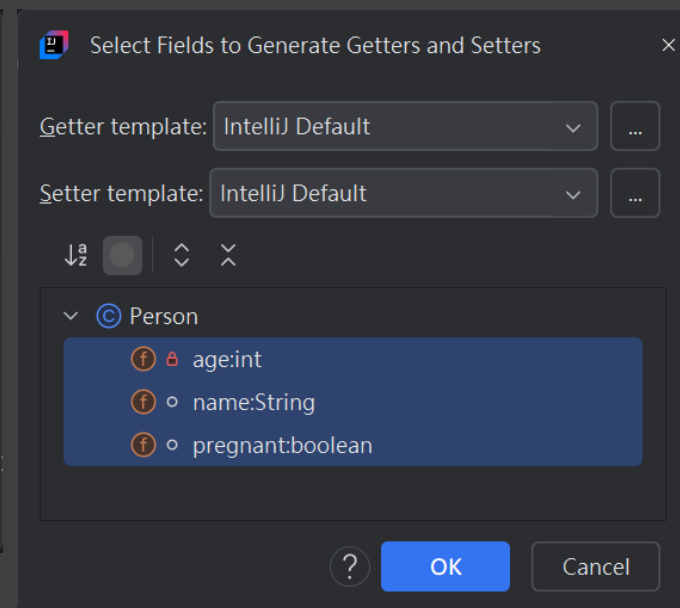 Select Fields to Generate Getters and Setters
Getter template: IntelliJ Default ...
Setter template: IntelliJ Default ...
Person
age:int
name:String
pregnant:boolean
? OK Cancel